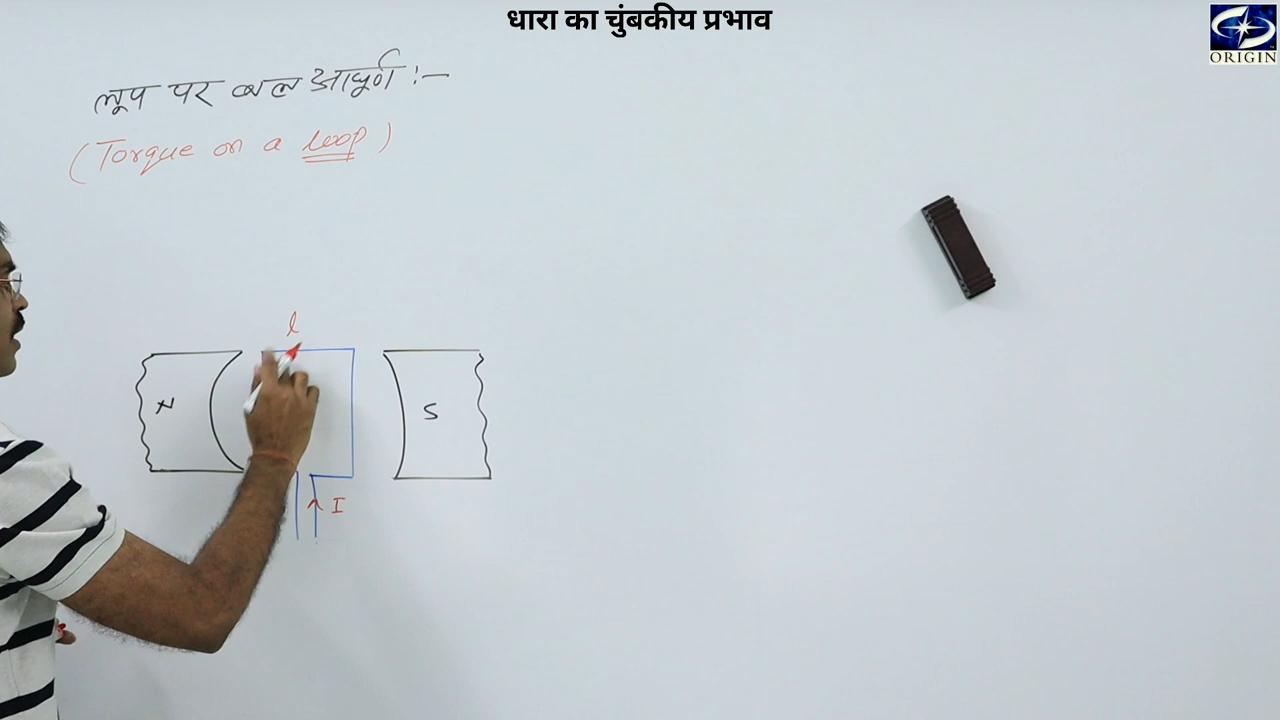 धारा का चुंबकीय प्रभाव
ORIGIN
लूप पर बल आघूर्ण :-
(Torque on a loop)
l
N
S
I